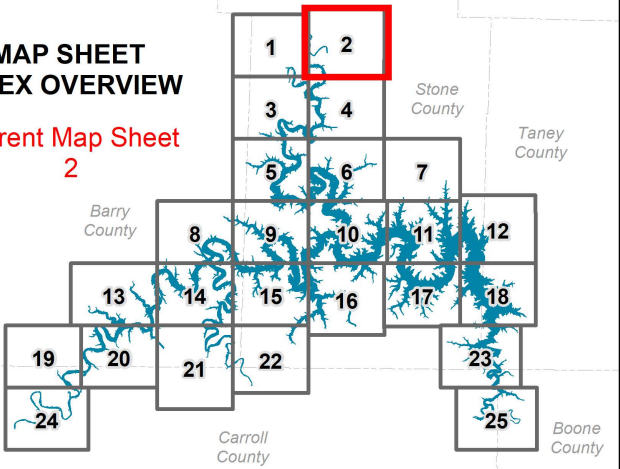 MAP SHEET
EX OVERVIEW
rent Map Sheet
2
1
2
Stone
County
3
4
Taney
County
5
6
7
Barry
County
8
9
10
11
12
13
14
15
16
17
18
19
20
21
22
23
24
25
Carroll
County
Boone
County